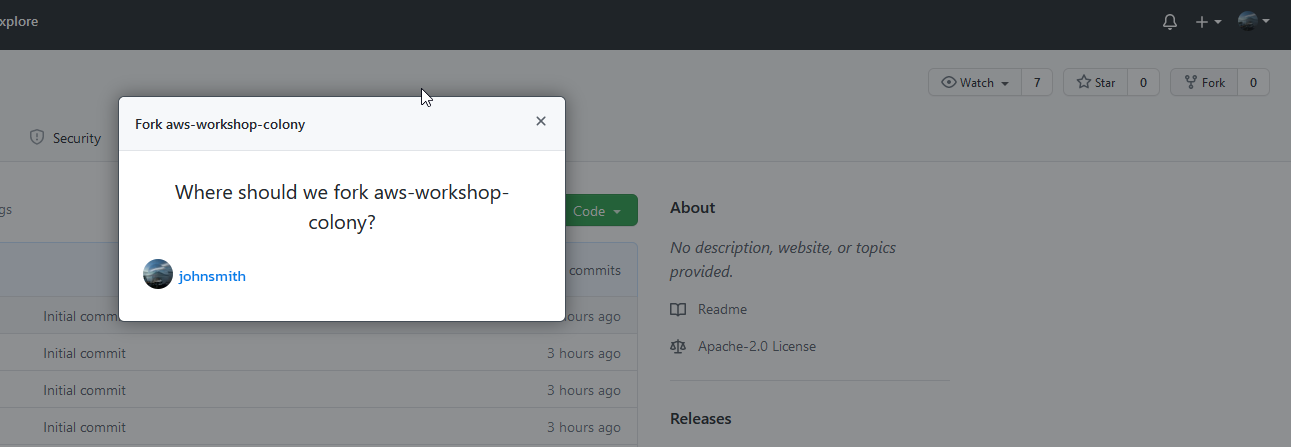 xplore
Watch 7 Star 0 Fork 0
Fork aws-workshop-colony
Security
Where should we fork aws-workshop-
colony?
gs
Code
About
No description, website, or topics
provided.
johnsmith
commits
Readme
Initial comm ours ago
Apache-2.0 License
Initial commit 3 hours ago
Initial commit 3 hours ago
Releases
Initial commit 3 hours ago